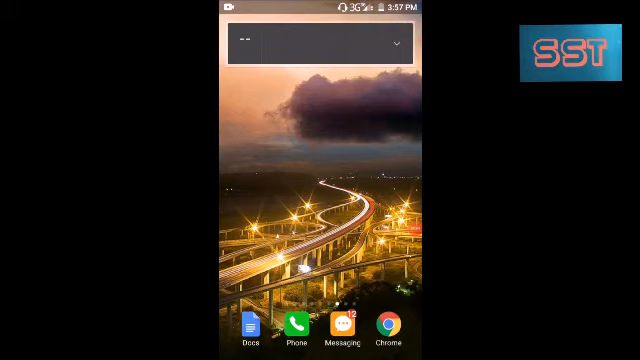 3G
3:57 PM
SST
--
12
Docs
Phone
Messaging
Chrome